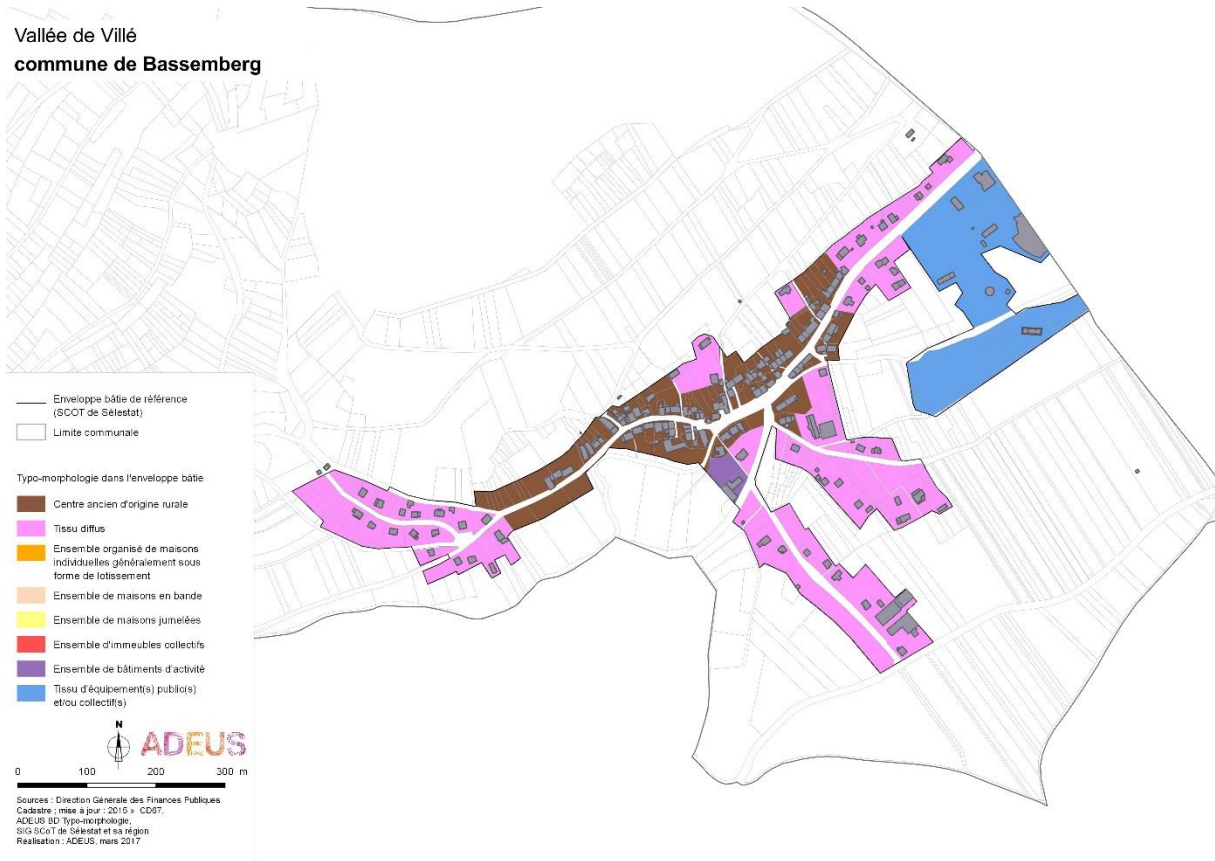 Vallée de Villé
commune de Bassemberg
Enveloppe bâtie de référence
(SCOT de Sélestat)
Limite communale
Typo-morphologie dans l'enveloppe bâtie
Centre ancien d'origine rurale
Tissu diffus
Ensemble organisé de maisons
individuelles généralement sous
forme de lotissement
Ensemble de maisons en bande
Ensemble de maisons jumelées
Ensemble d'immeubles collectifs
Ensemble de bâtiments d'activité
Tissu d'équipement(s) public(s)
et/ou collectif(s)
N
ADEUS
0 100 200 300 m
Sources : Direction Générale des Finances Publiques
Cadastre ; mise à jour : 2015 » CD67.
ADEUS BD Typo-morphologie,
SIG SCoT de Sélestat et sa région
Réalisation : ADEUS, mars 2017